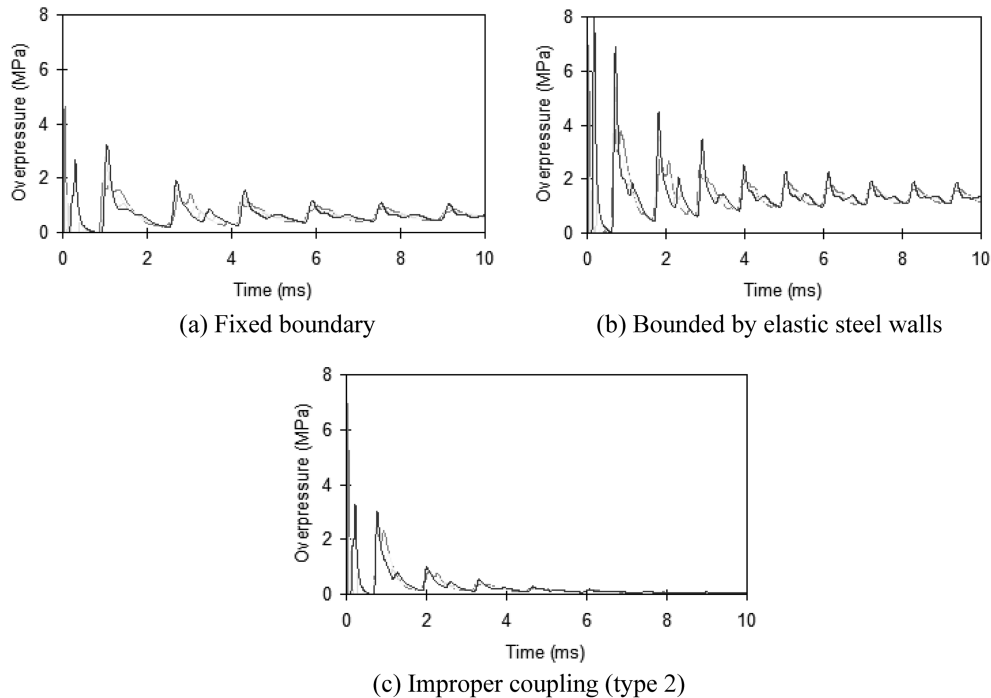 8
6
4
2
0
Overpressure (MPa)
0 2 4 6 8 10
Time (ms)
(a) Fixed boundary
8
6
4
2
0
Overpressure (MPa)
0 2 4 6 8 10
Time (ms)
(b) Bounded by elastic steel walls
8
6
4
2
0
Overpressure (MPa)
0 2 4 6 8 10
Time (ms)
(c) Improper coupling (type 2)